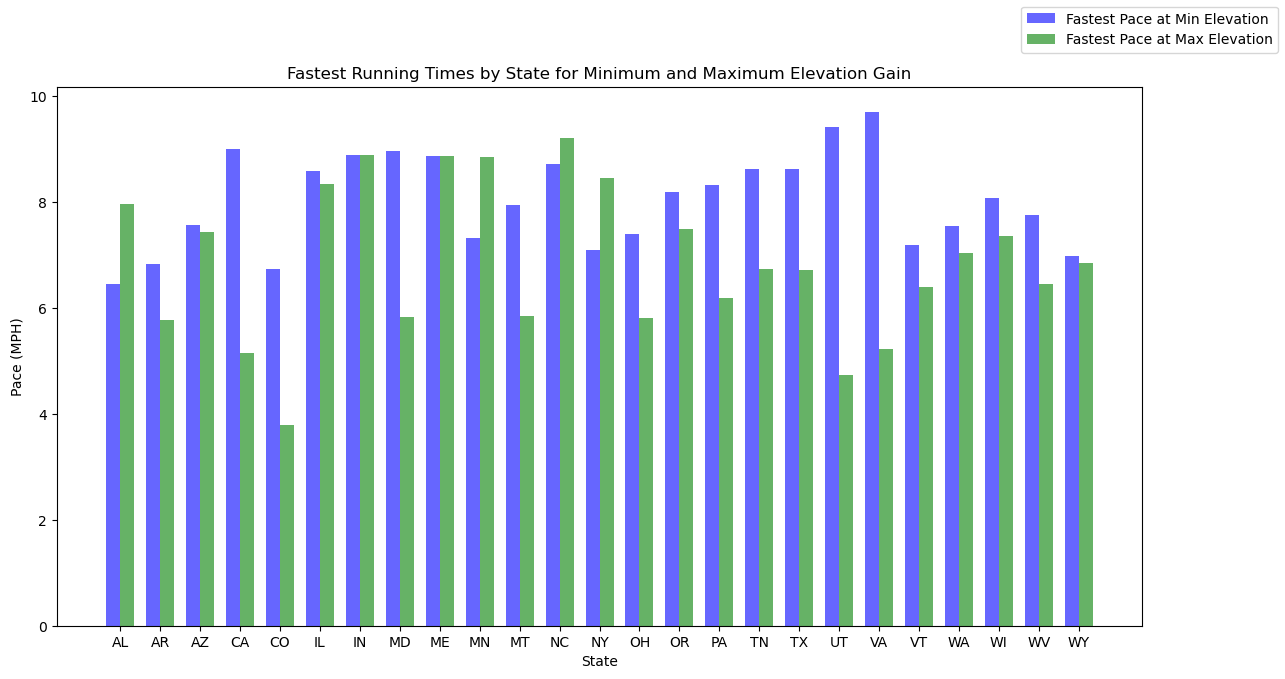 Fastest Pace at Min Elevation
Fastest Pace at Max Elevation
Fastest Running Times by State for Minimum and Maximum Elevation Gain
10
8
6
4
2
0
Pace (MPH)
AL AR AZ CA CO IL IN MD ME MN MT NC NY OH OR PA TN TX UT VA VT WA WI WV WY
State